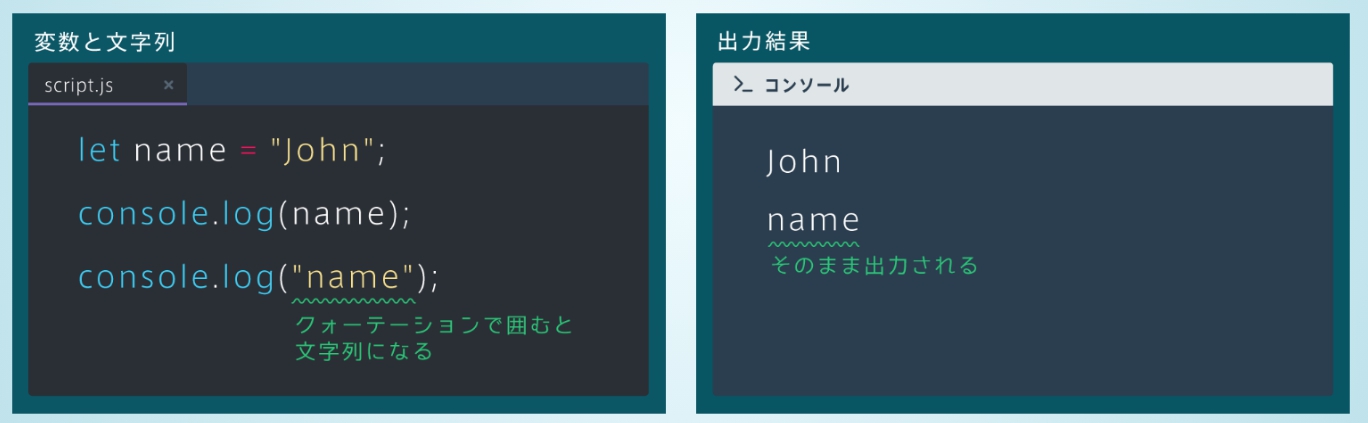 変数と文字列
script.js ×
let name = "John";
console.log(name);
console.log("name");
クォーテーションで囲むと
文字列になる
出力結果
>_ コンソール
John
name
そのまま出力される